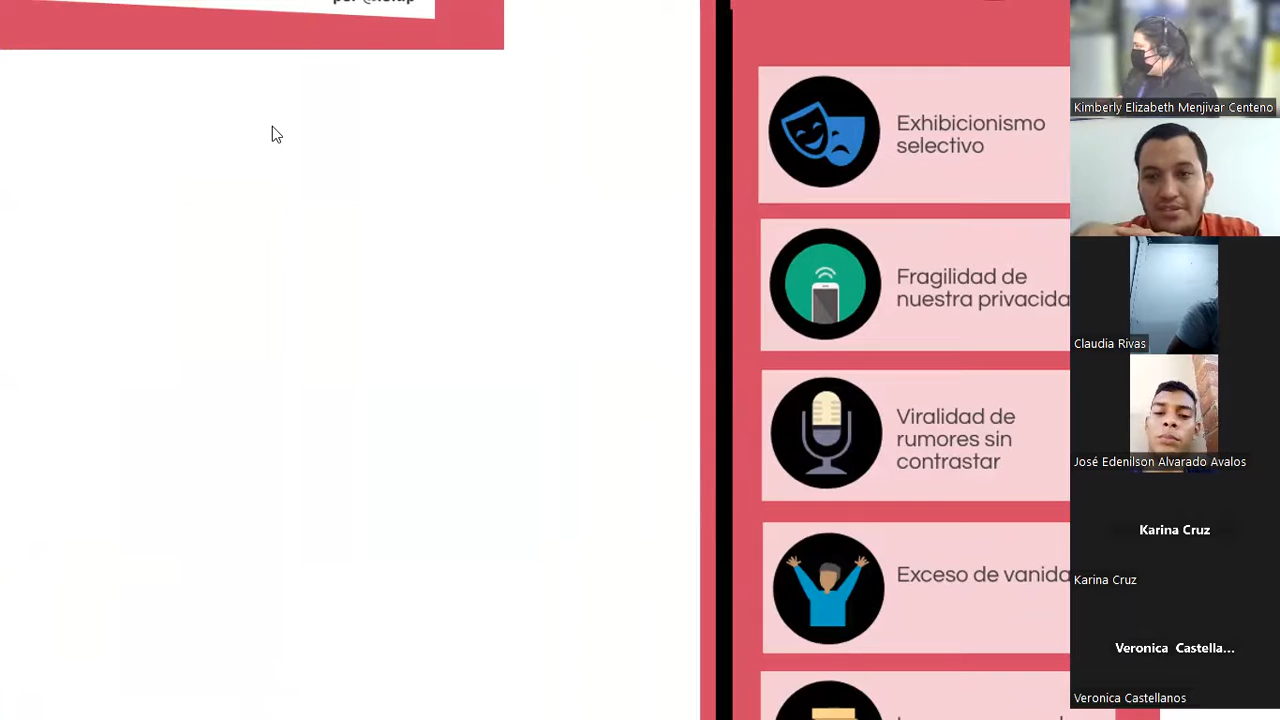 Exhibicionismo
selectivo
Fragilidad de
nuestra privacida
Viralidad de
rumores sin
contrastar
Exceso de vanida
Kimberly Elizabeth Menjivar Centeno
Claudia Rivas
José Edenilson Alvarado Avalos
Karina Cruz
Karina Cruz
Veronica Castella...
Veronica Castellanos